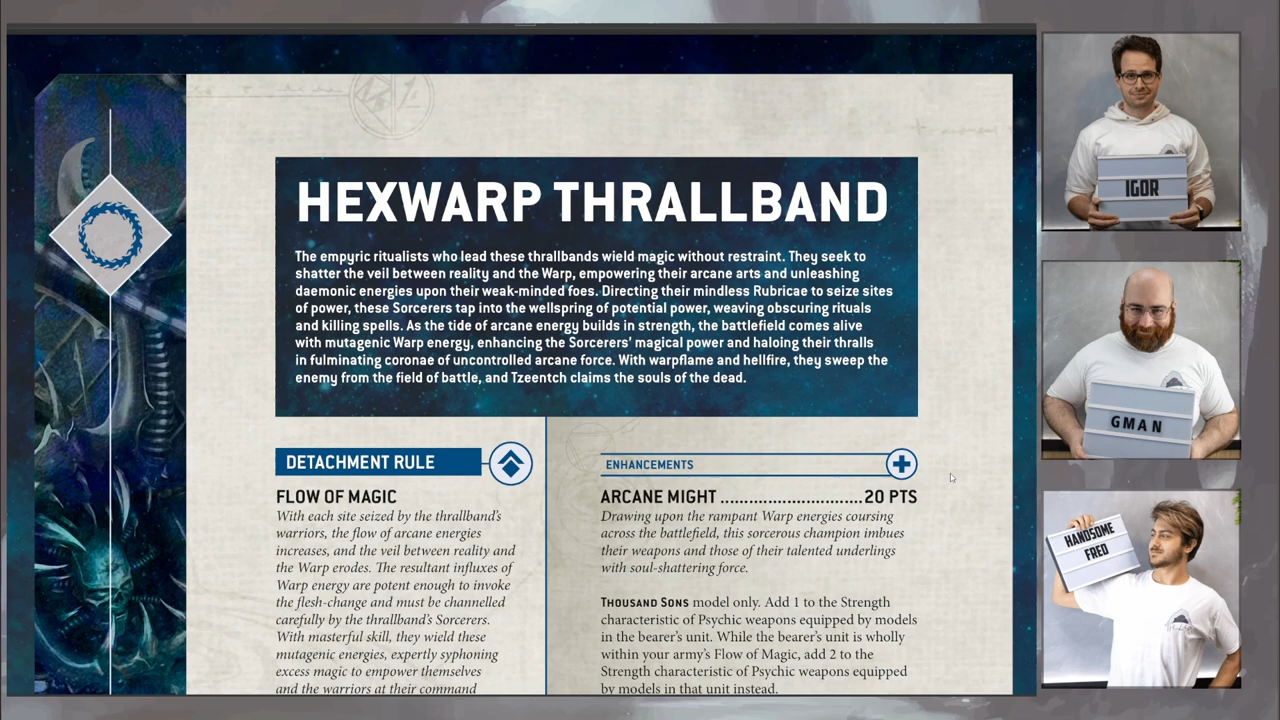 HEXWARP THRALLBAND
The empyric ritualists who lead these thrallbands wield magic without restraint. They seek to
shatter the veil between reality and the Warp, empowering their arcane arts and unleashing
daemonic energies upon their weak-minded foes. Directing their mindless Rubricae to seize sites
of power, these Sorcerers tap into the wellspring of potential power, weaving obscuring rituals
and killing spells. As the tide of arcane energy builds in strength, the battlefield comes alive
with mutagenic Warp energy, enhancing the Sorcerers' magical power and haloing their thralls
in fulminating coronae of uncontrolled arcane force. With warpflame and hellfire, they sweep the
enemy from the field of battle, and Tzeentch claims the souls of the dead.
DETACHMENT RULE
FLOW OF MAGIC
With each site seized by the thrallband's
warriors, the flow of arcane energies
increases, and the veil between reality and
the Warp erodes. The resultant influxes of
Warp energy are potent enough to invoke
the flesh-change and must be channelled
carefully by the thrallband's Sorcerers.
With masterful skill, they wield these
mutagenic energies, expertly syphoning
excess magic to empower themselves
and the warriors at their command
ENHANCEMENTS
ARCANE MIGHT ............................20 PTS
Drawing upon the rampant Warp energies coursing
across the battlefield, this sorcerous champion imbues
their weapons and those of their talented underlings
with soul-shattering force.
THOUSAND SONS model only. Add 1 to the Strength
characteristic of Psychic weapons equipped by models
in the bearer's unit. While the bearer's unit is wholly
within your army's Flow of Magic, add 2 to the
Strength characteristic of Psychic weapons equipped
by models in that unit instead.
IGOR
GMAN
HANDSOME
FRED